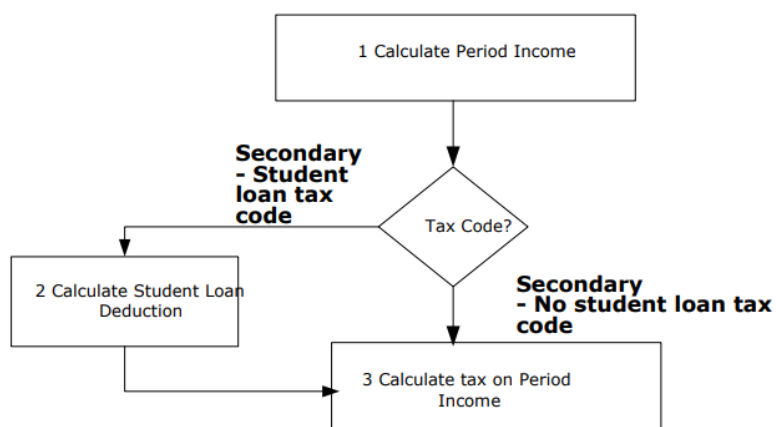 1 Calculate Period Income
Secondary
- Student
loan tax
code
Tax Code?
2 Calculate Student Loan
Deduction
Secondary
- No student loan tax
code
3 Calculate tax on Period
Income